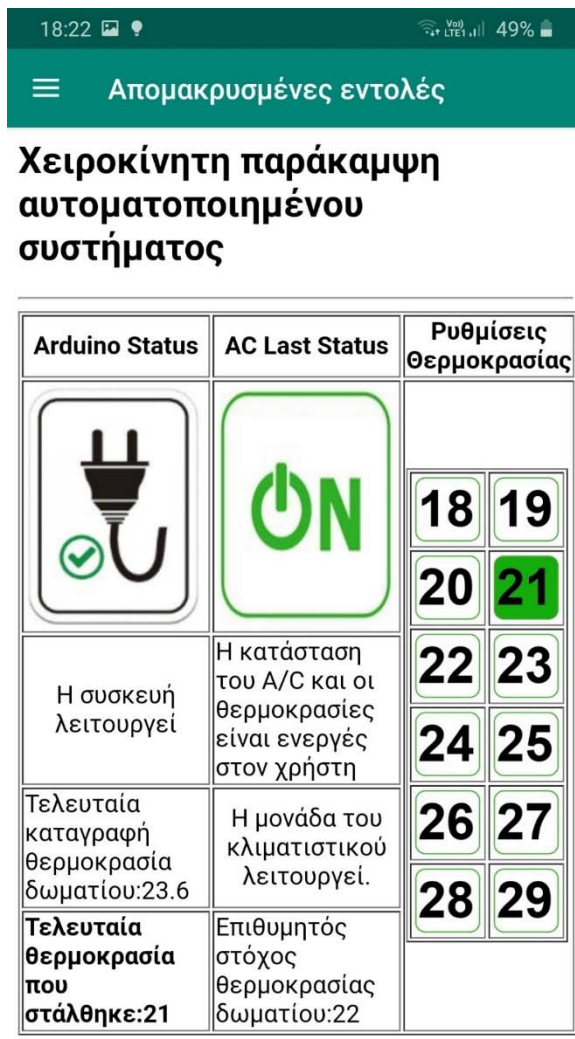 18:22
Vo))
LTE1
49%
Απομακρυσμένες εντολές
Χειροκίνητη παράκαμψη
αυτοματοποιημένου
συστήματος
Arduino Status
AC Last Status
Ρυθμίσεις
Θερμοκρασίας
ON
18 19
20 21
22 23
24 25
26 27
28 29
Η συσκευή
λειτουργεί
Η κατάσταση
του A/C και οι
θερμοκρασίες
είναι ενεργές
στον χρήστη
Τελευταία
καταγραφή
θερμοκρασία
δωματίου:23.6
Η μονάδα του
κλιματιστικού
λειτουργεί.
Τελευταία
θερμοκρασία
που
στάλθηκε:21
Επιθυμητός
στόχος
θερμοκρασίας
δωματίου:22